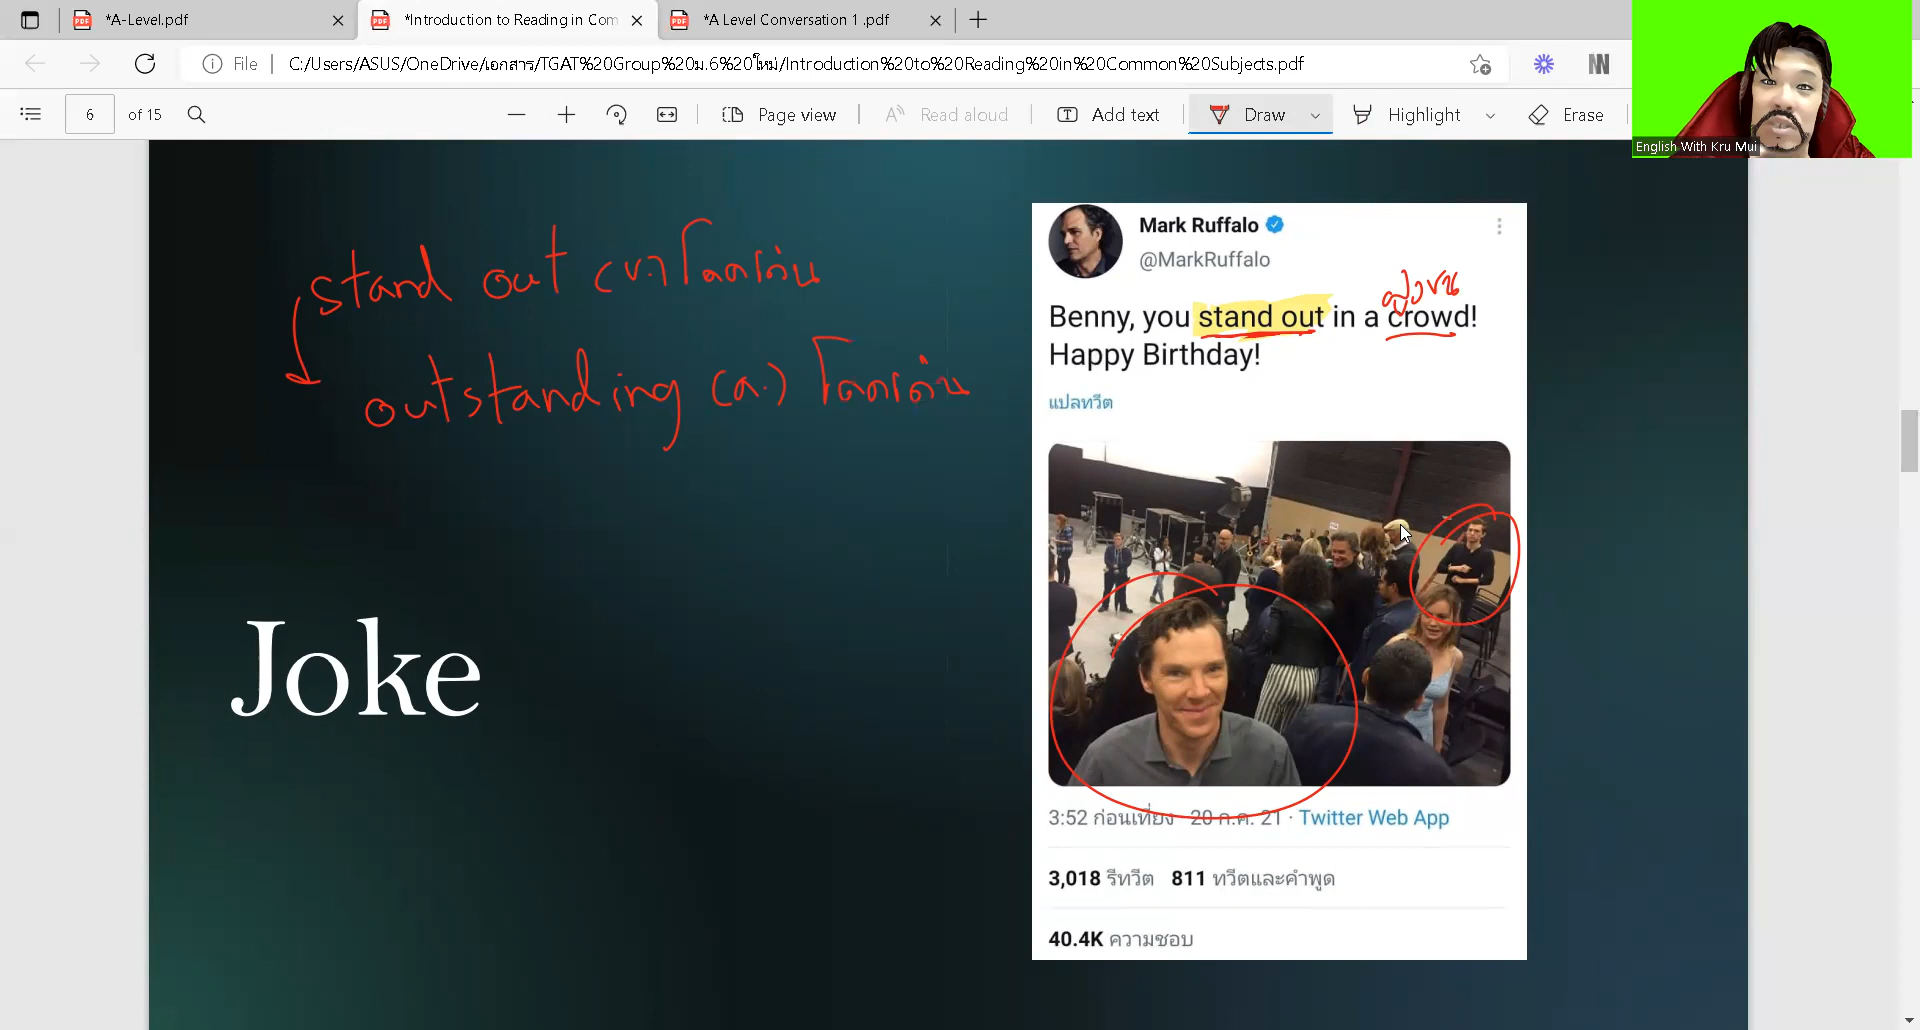 *A-Level.pdf
*Introduction to Reading in Com
*A Level Conversation 1 .pdf
File
C:/Users/ASUS/OneDrive/เอกสาร/TGAT%20Group%20ม.6%20ใหม่/Introduction%20to%20Reading%20in%20Common%20Subjects.pdf
6 of 15
Page view
Read aloud
Add text
Draw
Highlight
Erase
English With Kru Mui
stand out (v.) โดดเด่น
outstanding (a.) โดดเด่น
Joke
Mark Ruffalo
@MarkRuffalo
ฝูงชน
Benny, you stand out in a crowd!
Happy Birthday!
แปลทวีต
3:52 ก่อนเที่ยง · 20 ก.ค. 21 · Twitter Web App
3,018 รีทวีต 811 ทวีตและคำพูด
40.4K ความชอบ